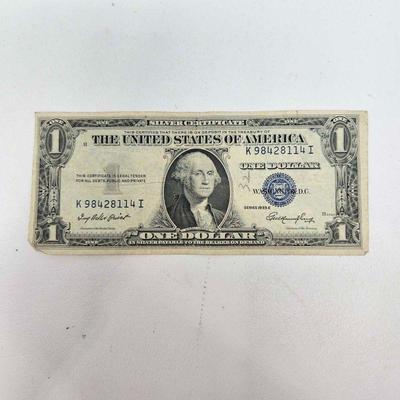 SILVER CERTIFICATE
THIS CERTIFIES THAT THERE IS ON DEPOSIT IN THE TREASURY OF
THE UNITED STATES OF AMERICA
K 98428114 I
ONE DOLLAR
THIS CERTIFICATE IS LEGAL TENDER
FOR ALL DEBTS, PUBLIC AND PRIVATE
WASHINGTON, D.C.
K 98428114 I
SERIES 1935 E
ONE DOLLAR
IN SILVER PAYABLE TO THE BEARER ON DEMAND
1
1
1
1